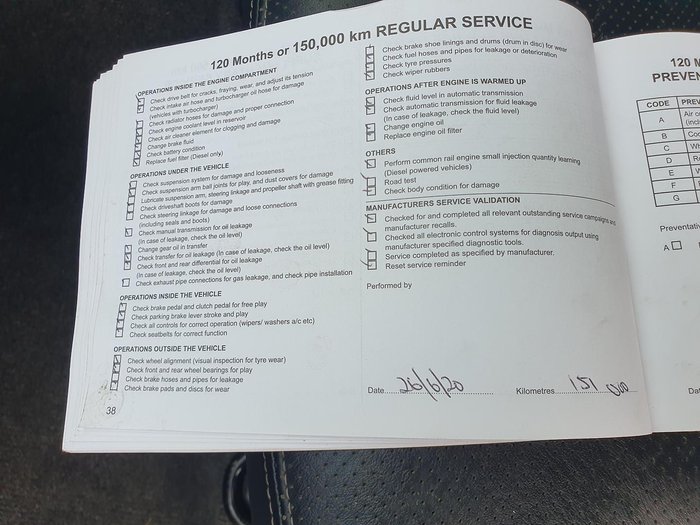 120 Months or 150,000 km REGULAR SERVICE
OPERATIONS INSIDE THE ENGINE COMPARTMENT
Check drive belt for cracks, fraying, wear, and adjust its tension
Check intake air hose and turbocharger oil hose for damage
(vehicles with turbocharger)
Check radiator hoses for damage and proper connection
Check engine coolant level in reservoir
Check air cleaner element for clogging and damage
Change brake fluid
Check battery condition
Replace fuel filter (Diesel only)
OPERATIONS UNDER THE VEHICLE
Check suspension system for damage and looseness
Check suspension arm ball joints for play, and dust covers for damage
Lubricate suspension arm, steering linkage and propeller shaft with grease fitting
Check driveshaft boots for damage
Check steering linkage for damage and loose connections
(including seals and boots)
Check manual transmission for oil leakage
(In case of leakage, check the oil level)
Change gear oil in transfer
Check transfer for oil leakage (In case of leakage, check the oil level)
Check front and rear differential for oil leakage
(In case of leakage, check the oil level)
Check exhaust pipe connections for gas leakage, and check pipe installation
OPERATIONS INSIDE THE VEHICLE
Check brake pedal and clutch pedal for free play
Check parking brake lever stroke and play
Check all controls for correct operation (wipers/ washers a/c etc)
Check seatbelts for correct function
OPERATIONS OUTSIDE THE VEHICLE
Check wheel alignment (visual inspection for tyre wear)
Check front and rear wheel bearings for play
Check brake hoses and pipes for leakage
Check brake pads and discs for wear
38
Check brake shoe linings and drums (drum in disc) for wear
Check fuel hoses and pipes for leakage or deterioration
Check tyre pressures
Check wiper rubbers
OPERATIONS AFTER ENGINE IS WARMED UP
Check fluid level in automatic transmission
Check automatic transmission for fluid leakage
(In case of leakage, check the fluid level)
Change engine oil
Replace engine oil filter
OTHERS
Perform common rail engine small injection quantity learning
(Diesel powered vehicles)
Road test
Check body condition for damage
MANUFACTURERS SERVICE VALIDATION
Checked for and completed all relevant outstanding service campaigns and
manufacturer recalls.
Checked all electronic control systems for diagnosis output using
manufacturer specified diagnostic tools.
Service completed as specified by manufacturer.
Reset service reminder
Performed by
Date 26/6/20 Kilometres 151 000
120 M
PREVEN
CODE PRE
A Air c
(incl
B Coo
C Wh
D R
E W
F
G
Preventati
A
Dat